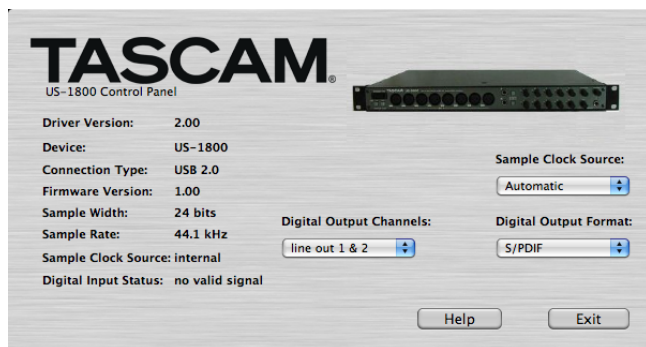 TASCAM.
US-1800 Control Panel
Driver Version: 2.00
Device: US-1800
Connection Type: USB 2.0
Firmware Version: 1.00
Sample Width: 24 bits
Sample Rate: 44.1 kHz
Sample Clock Source: internal
Digital Input Status: no valid signal
Digital Output Channels:
line out 1 & 2
Sample Clock Source:
Automatic
Digital Output Format:
S/PDIF
Help
Exit